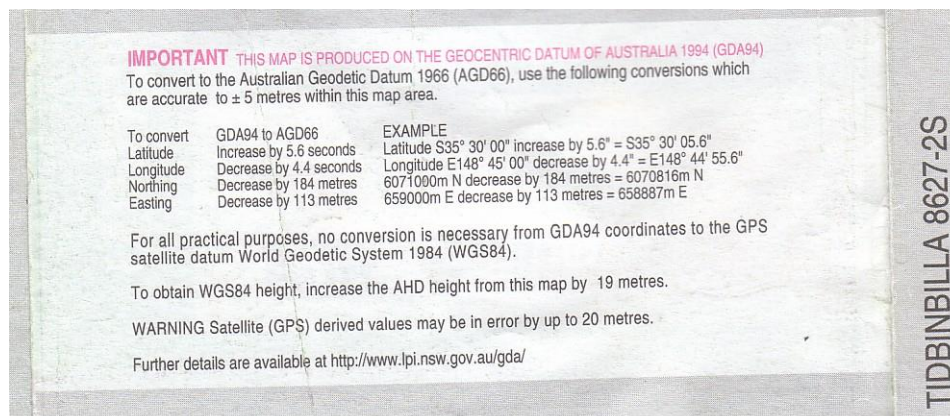 IMPORTANT THIS MAP IS PRODUCED ON THE GEOCENTRIC DATUM OF AUSTRALIA 1994 (GDA94)
To convert to the Australian Geodetic Datum 1966 (AGD66), use the following conversions which
are accurate to ± 5 metres within this map area.
To convert GDA94 to AGD66 EXAMPLE
Latitude Increase by 5.6 seconds Latitude S35° 30' 00" increase by 5.6" = S35° 30' 05.6"
Longitude Decrease by 4.4 seconds Longitude E148° 45' 00" decrease by 4.4" = E148° 44' 55.6"
Northing Decrease by 184 metres 6071000m N decrease by 184 metres = 6070816m N
Easting Decrease by 113 metres 659000m E decrease by 113 metres = 658887m E
For all practical purposes, no conversion is necessary from GDA94 coordinates to the GPS
satellite datum World Geodetic System 1984 (WGS84).
To obtain WGS84 height, increase the AHD height from this map by 19 metres.
WARNING Satellite (GPS) derived values may be in error by up to 20 metres.
Further details are available at http://www.lpi.nsw.gov.au/gda/
TIDBINBILLA 8627-2S